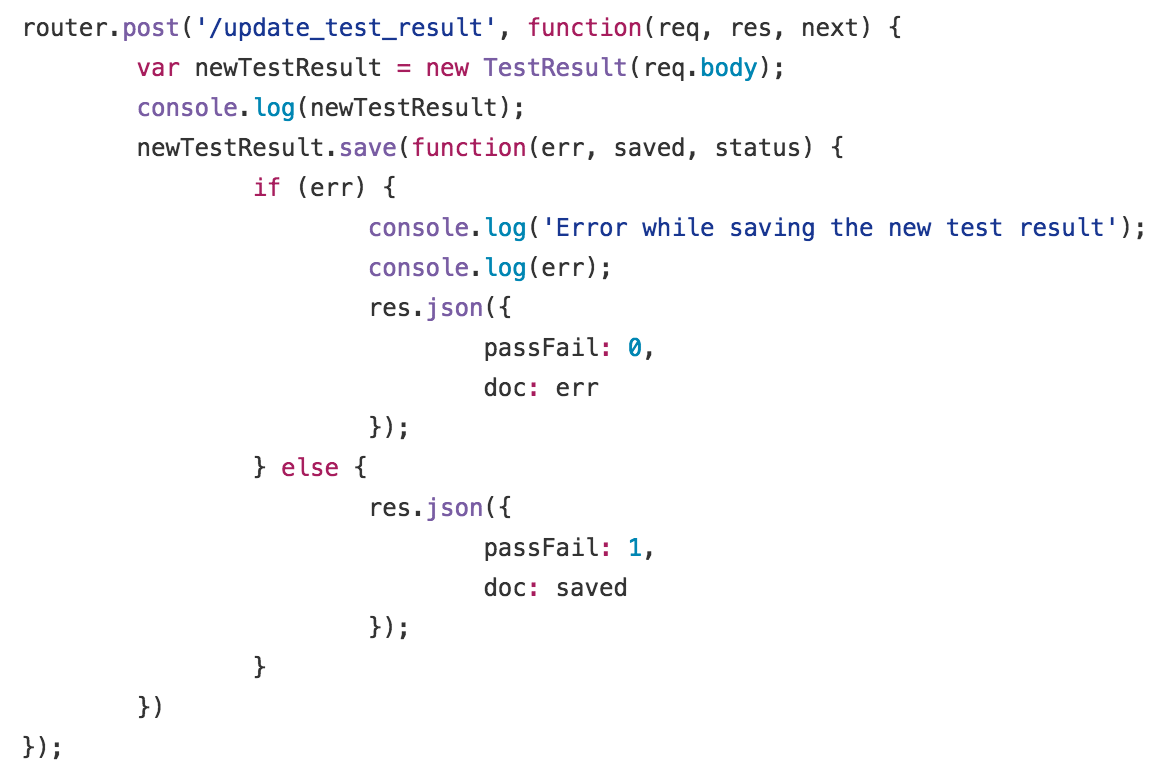 router.post('/update_test_result', function(req, res, next) {
        var newTestResult = new TestResult(req.body);
        console.log(newTestResult);
        newTestResult.save(function(err, saved, status) {
                if (err) {
                        console.log('Error while saving the new test result');
                        console.log(err);
                        res.json({
                                passFail: 0,
                                doc: err
                        });
                } else {
                        res.json({
                                passFail: 1,
                                doc: saved
                        });
                }
        })
});